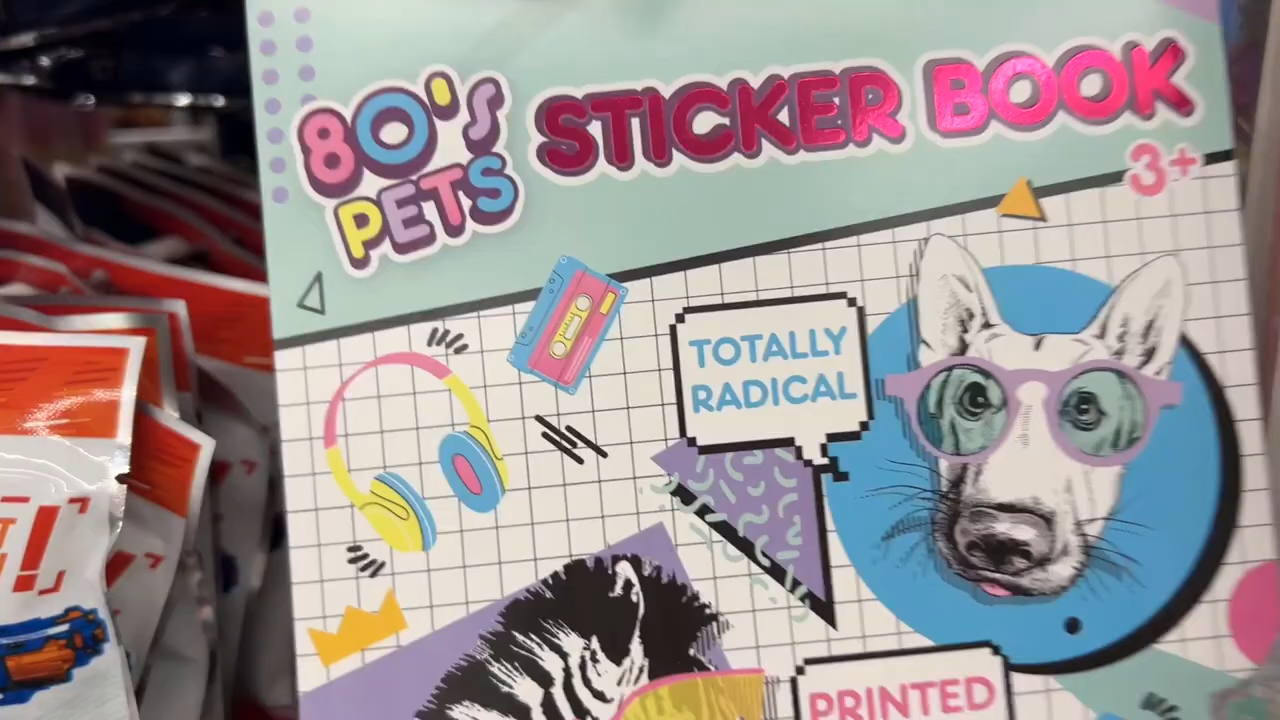 80's
PETS
STICKER BOOK
3+
TOTALLY
RADICAL
PRINTED